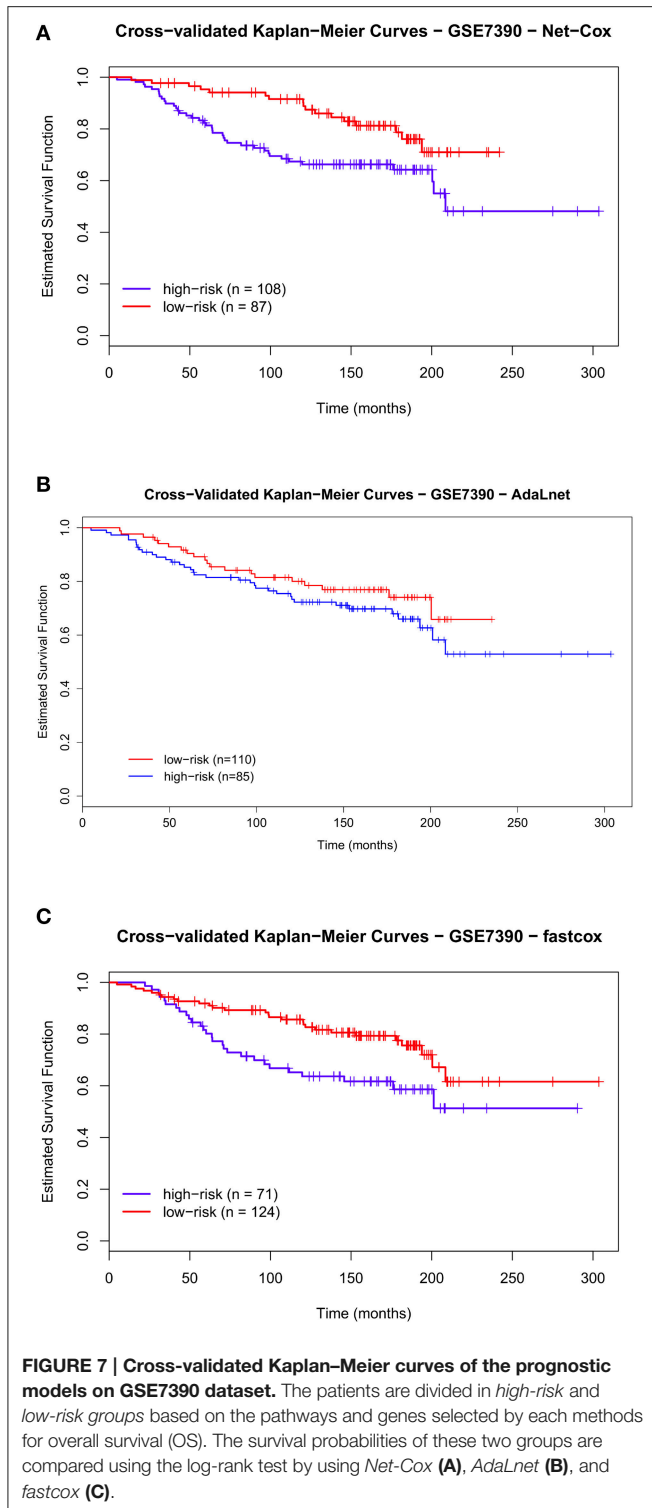 A
Cross-validated Kaplan−Meier Curves − GSE7390 − Net-Cox
Estimated Survival Function
1.0
0.8
0.6
0.4
0.2
0.0
high−risk (n = 108)
low−risk (n = 87)
0 50 100 150 200 250 300
Time (months)
B
Cross−Validated Kaplan−Meier Curves − GSE7390 − AdaLnet
Estimated Survival Function
1.0
0.8
0.6
0.4
0.2
0.0
low−risk (n=110)
high−risk (n=85)
0 50 100 150 200 250 300
Time (months)
C
Cross−validated Kaplan−Meier Curves − GSE7390 − fastcox
Estimated Survival Function
1.0
0.8
0.6
0.4
0.2
0.0
high−risk (n = 71)
low−risk (n = 124)
0 50 100 150 200 250 300
Time (months)
FIGURE 7 | Cross-validated Kaplan–Meier curves of the prognostic
models on GSE7390 dataset. The patients are divided in high-risk and
low-risk groups based on the pathways and genes selected by each methods
for overall survival (OS). The survival probabilities of these two groups are
compared using the log-rank test by using Net-Cox (A), AdaLnet (B), and
fastcox (C).